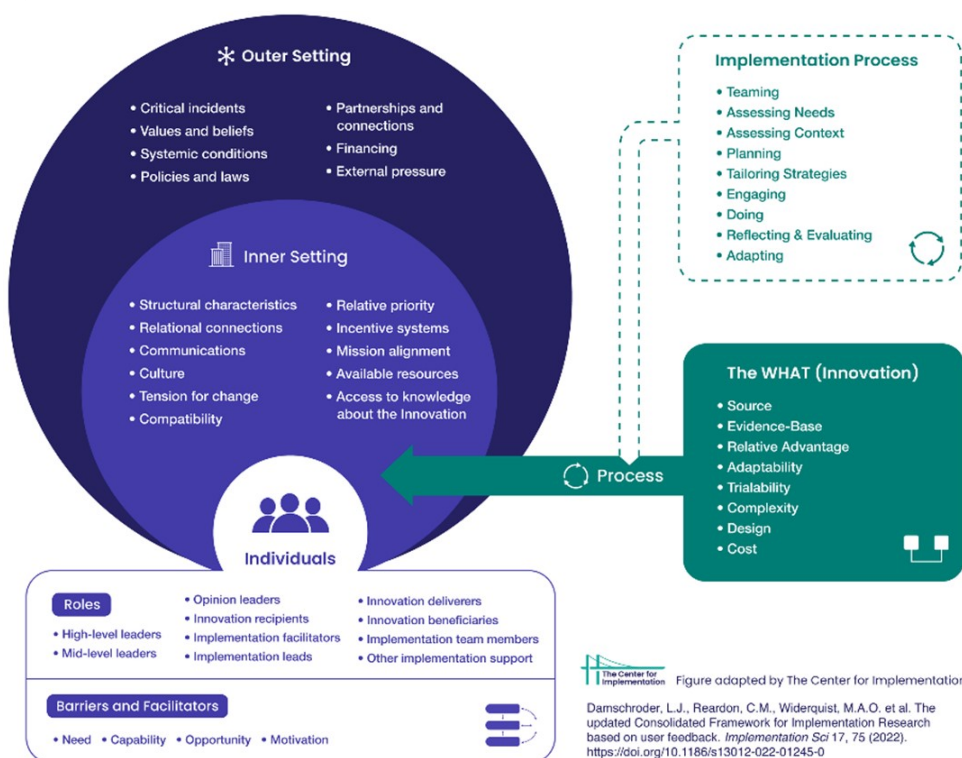 Outer Setting
• Critical incidents
• Values and beliefs
• Systemic conditions
• Policies and laws
• Partnerships and
connections
• Financing
• External pressure
Inner Setting
• Structural characteristics
• Relational connections
• Communications
• Culture
• Tension for change
• Compatibility
• Relative priority
• Incentive systems
• Mission alignment
• Available resources
• Access to knowledge
about the Innovation
Individuals
Roles
• High-level leaders
• Mid-level leaders
• Opinion leaders
• Innovation recipients
• Implementation facilitators
• Implementation leads
• Innovation deliverers
• Innovation beneficiaries
• Implementation team members
• Other implementation support
Barriers and Facilitators
• Need • Capability • Opportunity • Motivation
Implementation Process
• Teaming
• Assessing Needs
• Assessing Context
• Planning
• Tailoring Strategies
• Engaging
• Doing
• Reflecting & Evaluating
• Adapting
Process
The WHAT (Innovation)
• Source
• Evidence-Base
• Relative Advantage
• Adaptability
• Trialability
• Complexity
• Design
• Cost
The Center for
Implementation
Figure adapted by The Center for Implementation
Damschroder, L.J., Reardon, C.M., Widerquist, M.A.O. et al. The
updated Consolidated Framework for Implementation Research
based on user feedback. Implementation Sci 17, 75 (2022).
https://doi.org/10.1186/s13012-022-01245-0